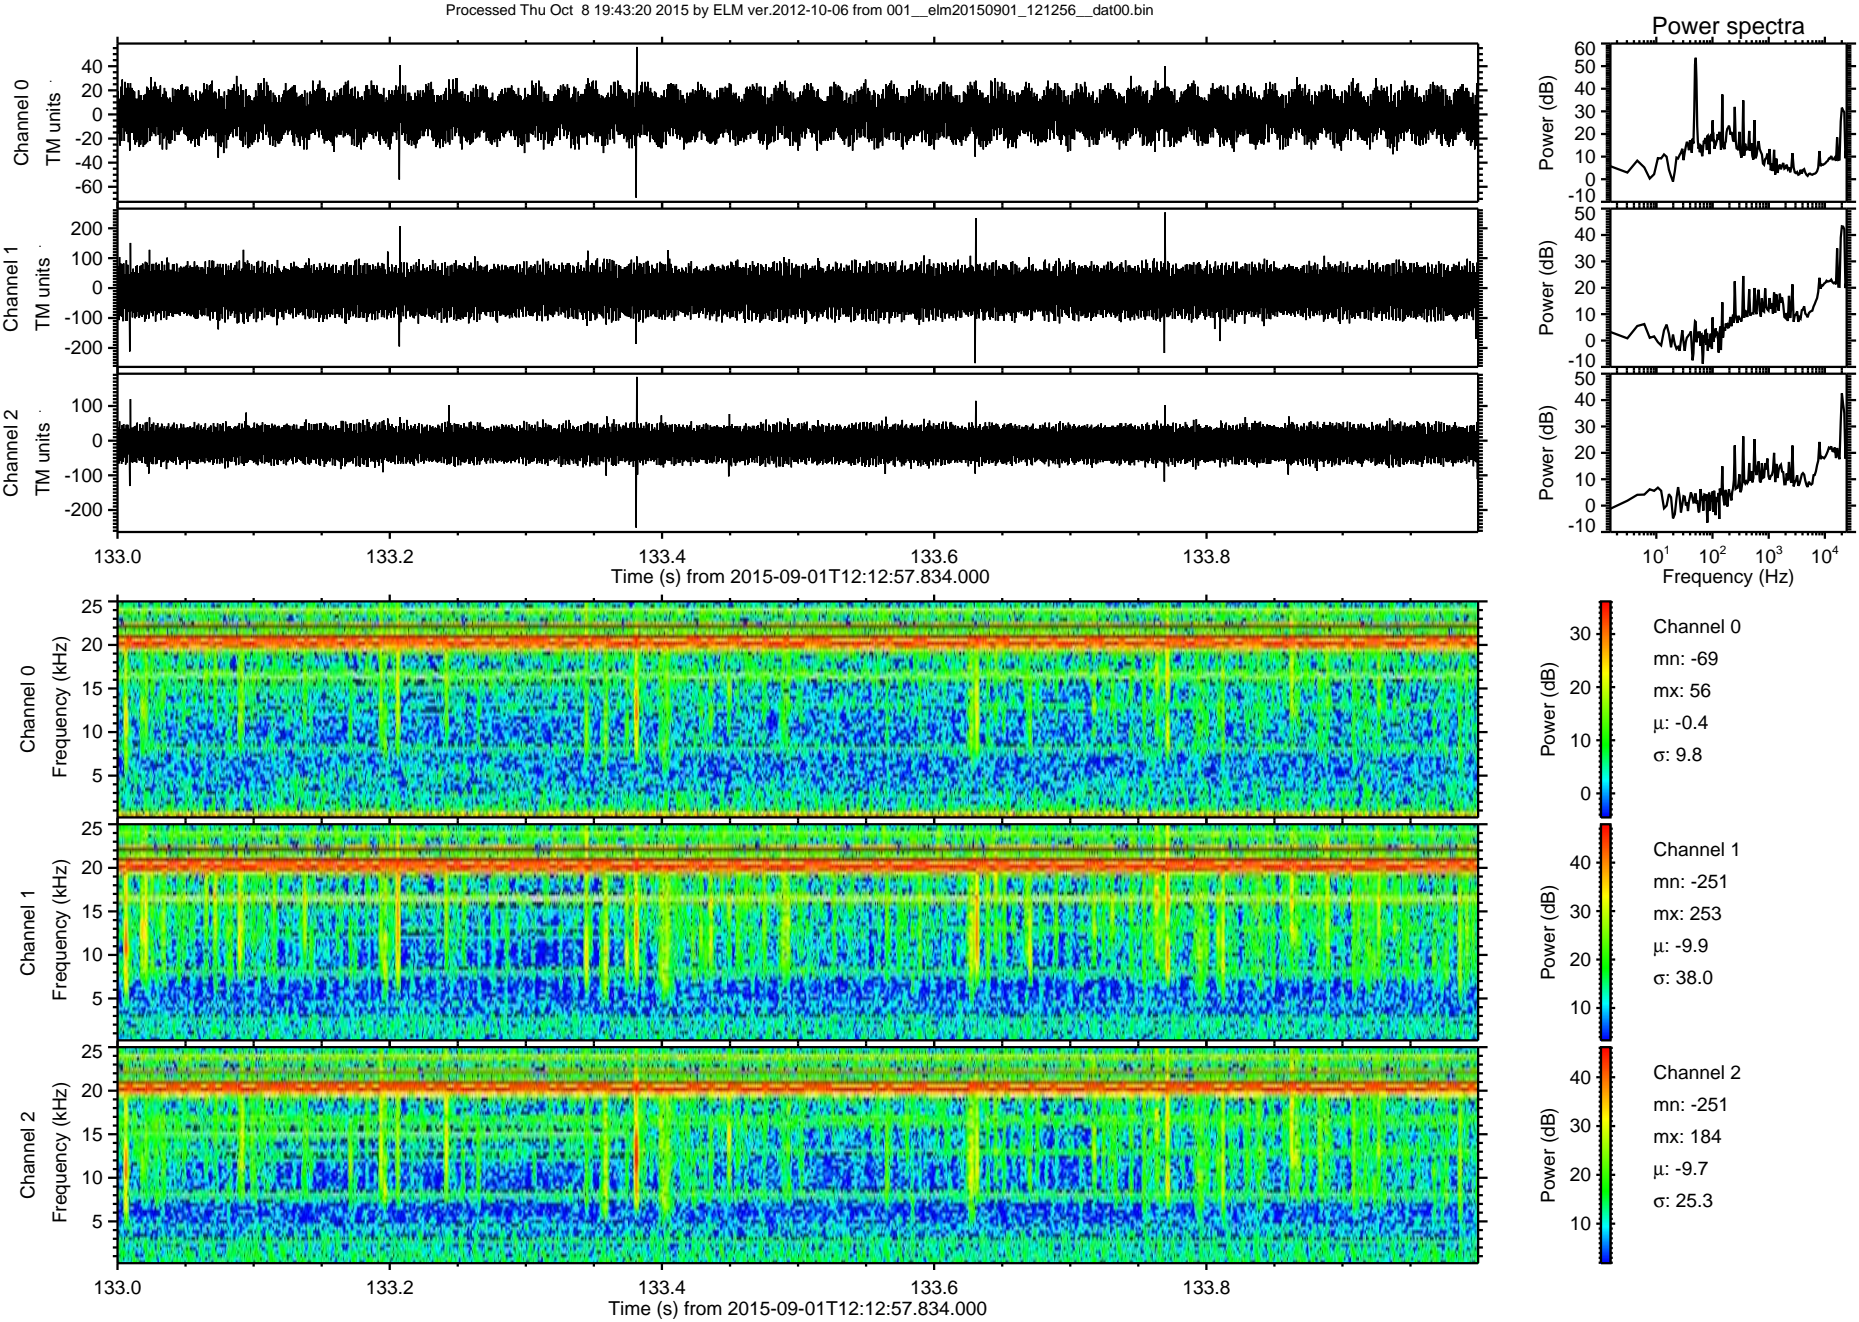 Processed Thu Oct  8 19:43:20 2015 by ELM ver.2012-10-06 from 001__elm20150901_121256__dat00.bin
Power spectra
Channel 0
TM units
40
20
0
-20
-40
-60
Power (dB)
60
50
40
30
20
10
0
-10
Channel 1
TM units
200
100
0
-100
-200
Power (dB)
50
40
30
20
10
0
-10
Channel 2
TM units
100
0
-100
-200
Power (dB)
50
40
30
20
10
0
-10
133.0 133.2 133.4 133.6 133.8
Time (s) from 2015-09-01T12:12:57.834.000
10^1 10^2 10^3 10^4
Frequency (Hz)
Channel 0
Frequency (kHz)
25
20
15
10
5
Power (dB)
30
20
10
0
Channel 0
mn: -69
mx: 56
μ: -0.4
σ: 9.8
Channel 1
Frequency (kHz)
25
20
15
10
5
Power (dB)
40
30
20
10
Channel 1
mn: -251
mx: 253
μ: -9.9
σ: 38.0
Channel 2
Frequency (kHz)
25
20
15
10
5
Power (dB)
40
30
20
10
Channel 2
mn: -251
mx: 184
μ: -9.7
σ: 25.3
133.0 133.2 133.4 133.6 133.8
Time (s) from 2015-09-01T12:12:57.834.000